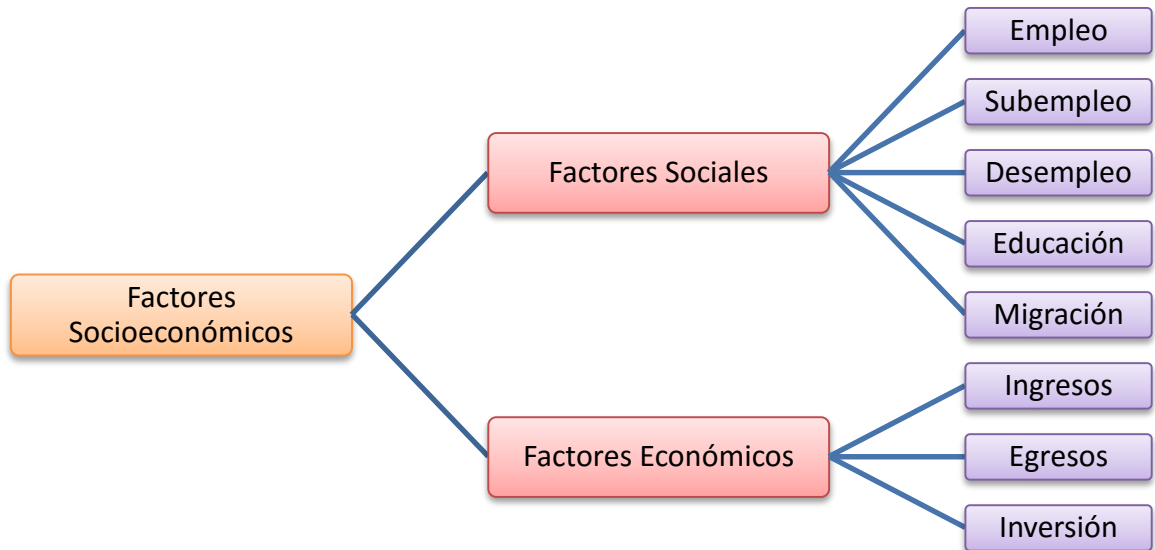 Factores
Socioeconómicos
Factores Sociales
Empleo
Subempleo
Desempleo
Educación
Migración
Factores Económicos
Ingresos
Egresos
Inversión